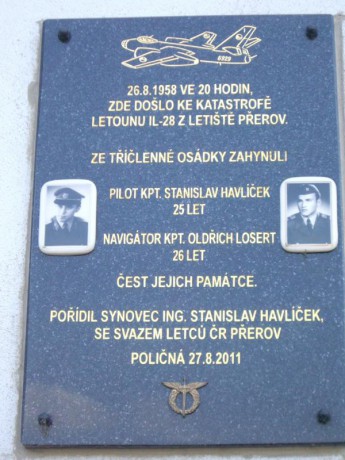 26.8.1958 VE 20 HODIN,
ZDE DOŠLO KE KATASTROFĚ
LETOUNU IL-28 Z LETIŠTĚ PŘEROV.
ZE TŘÍČLENNÉ OSÁDKY ZAHYNULI
PILOT KPT. STANISLAV HAVLÍČEK
25 LET
NAVIGÁTOR KPT. OLDŘICH LOSERT
26 LET
ČEST JEJICH PAMÁTCE.
POŘÍDIL SYNOVEC ING. STANISLAV HAVLÍČEK,
SE SVAZEM LETCŮ ČR PŘEROV
POLIČNÁ 27.8.2011